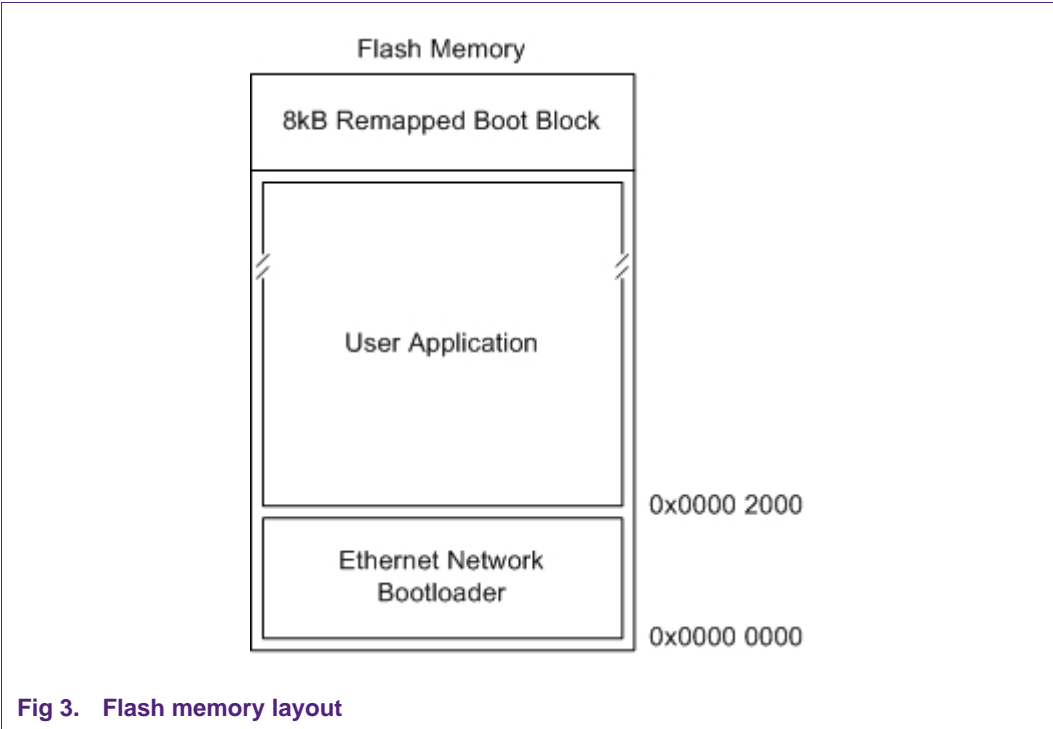 Flash Memory
8kB Remapped Boot Block
User Application
0x0000 2000
Ethernet Network
Bootloader
0x0000 0000
Fig 3. Flash memory layout